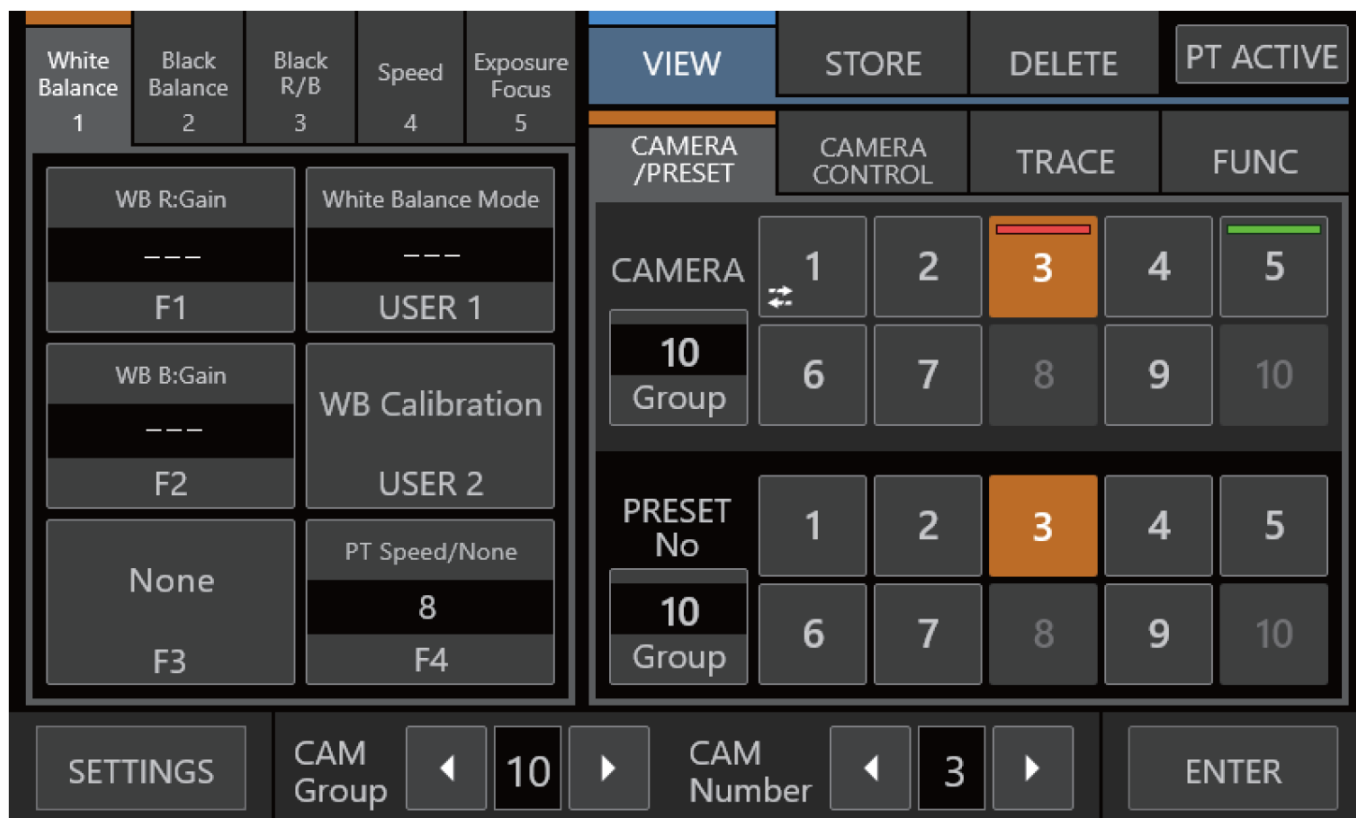 White
Balance
1
Black
Balance
2
Black
R/B
3
Speed
4
Exposure
Focus
5
WB R:Gain
---
F1
White Balance Mode
---
USER 1
WB B:Gain
---
F2
WB Calibration
USER 2
None
F3
PT Speed/None
8
F4
VIEW
STORE
DELETE
PT ACTIVE
CAMERA
/PRESET
CAMERA
CONTROL
TRACE
FUNC
CAMERA
10
Group
1
2
3
4
5
6
7
8
9
10
PRESET
No
10
Group
1
2
3
4
5
6
7
8
9
10
SETTINGS
CAM
Group
10
CAM
Number
3
ENTER